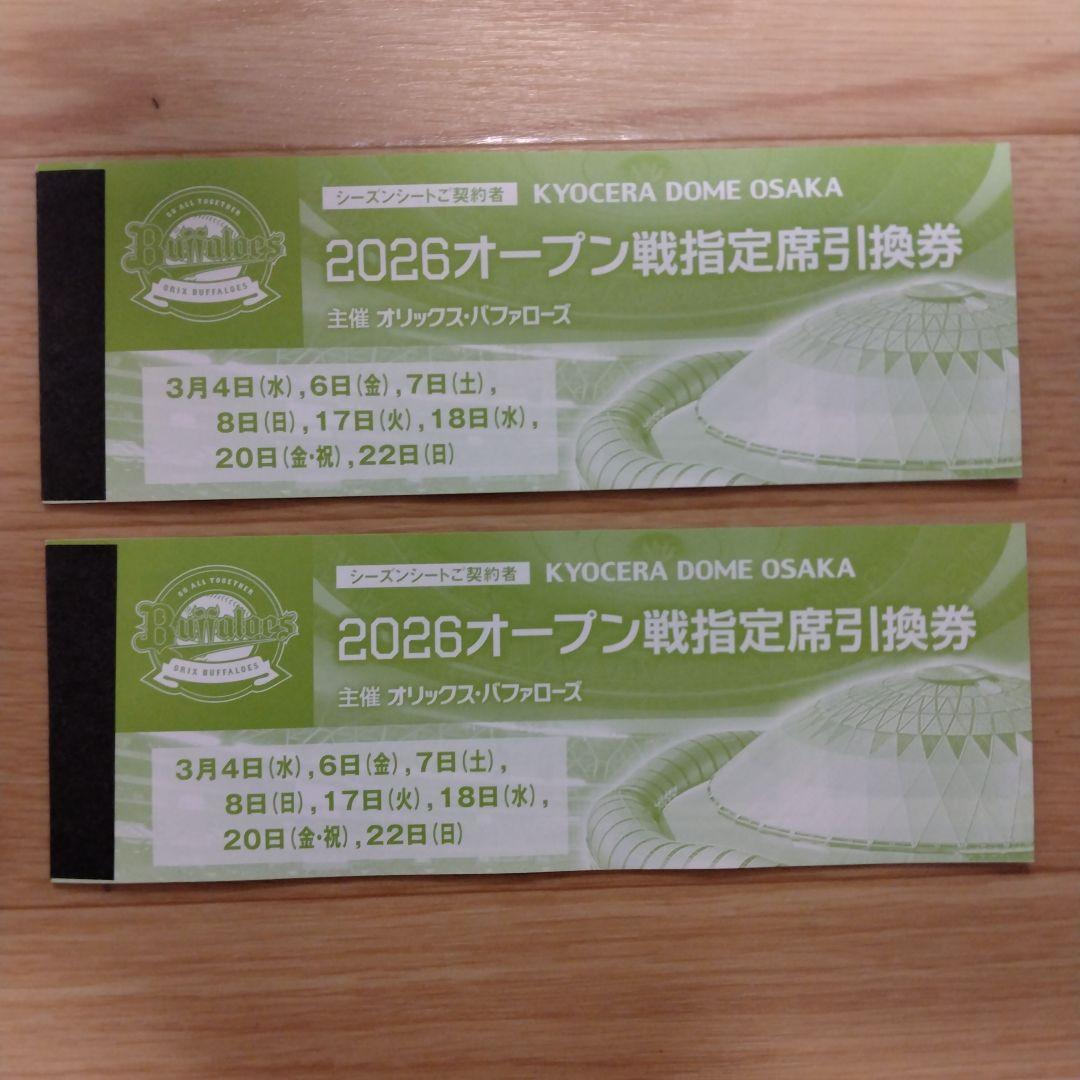 GO ALL TOGETHER
Buffaloes
ORIX BUFFALOES
シーズンシートご契約者 KYOCERA DOME OSAKA
2026オープン戦指定席引換券
主催 オリックス・バファローズ
3月4日(水),6日(金),7日(土),
8日(日),17日(火),18日(水),
20日(金・祝),22日(日)
GO ALL TOGETHER
Buffaloes
ORIX BUFFALOES
シーズンシートご契約者 KYOCERA DOME OSAKA
2026オープン戦指定席引換券
主催 オリックス・バファローズ
3月4日(水),6日(金),7日(土),
8日(日),17日(火),18日(水),
20日(金・祝),22日(日)